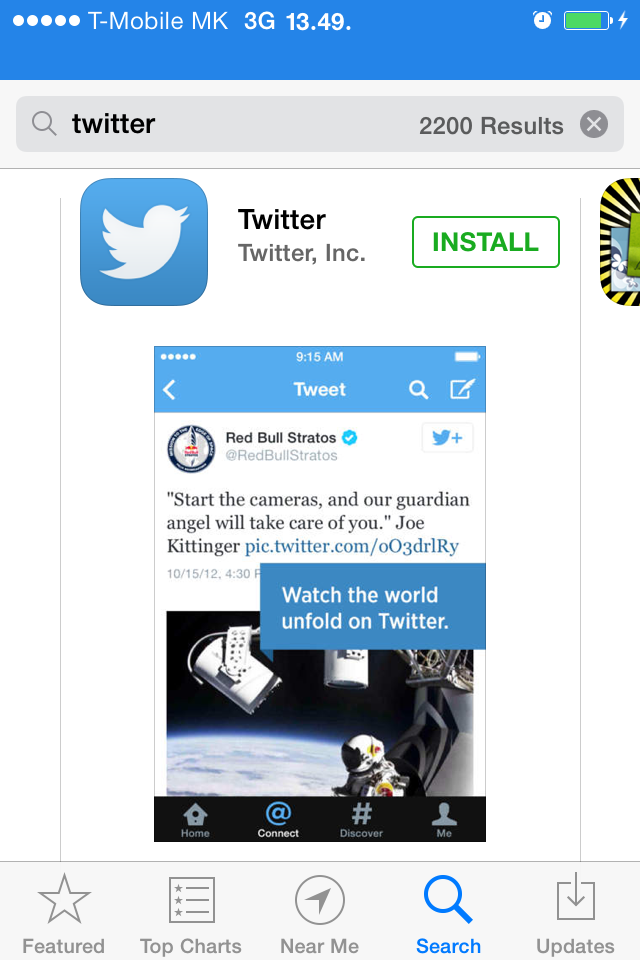 T-Mobile MK 3G 13.49.
twitter 2200 Results
Twitter
Twitter, Inc.
INSTALL
9:15 AM
Tweet
Red Bull Stratos
@RedBullStratos
"Start the cameras, and our guardian
angel will take care of you." Joe
Kittinger pic.twitter.com/oO3drlRy
10/15/12, 4:30
Watch the world
unfold on Twitter.
Home Connect Discover Me
Featured Top Charts Near Me Search Updates